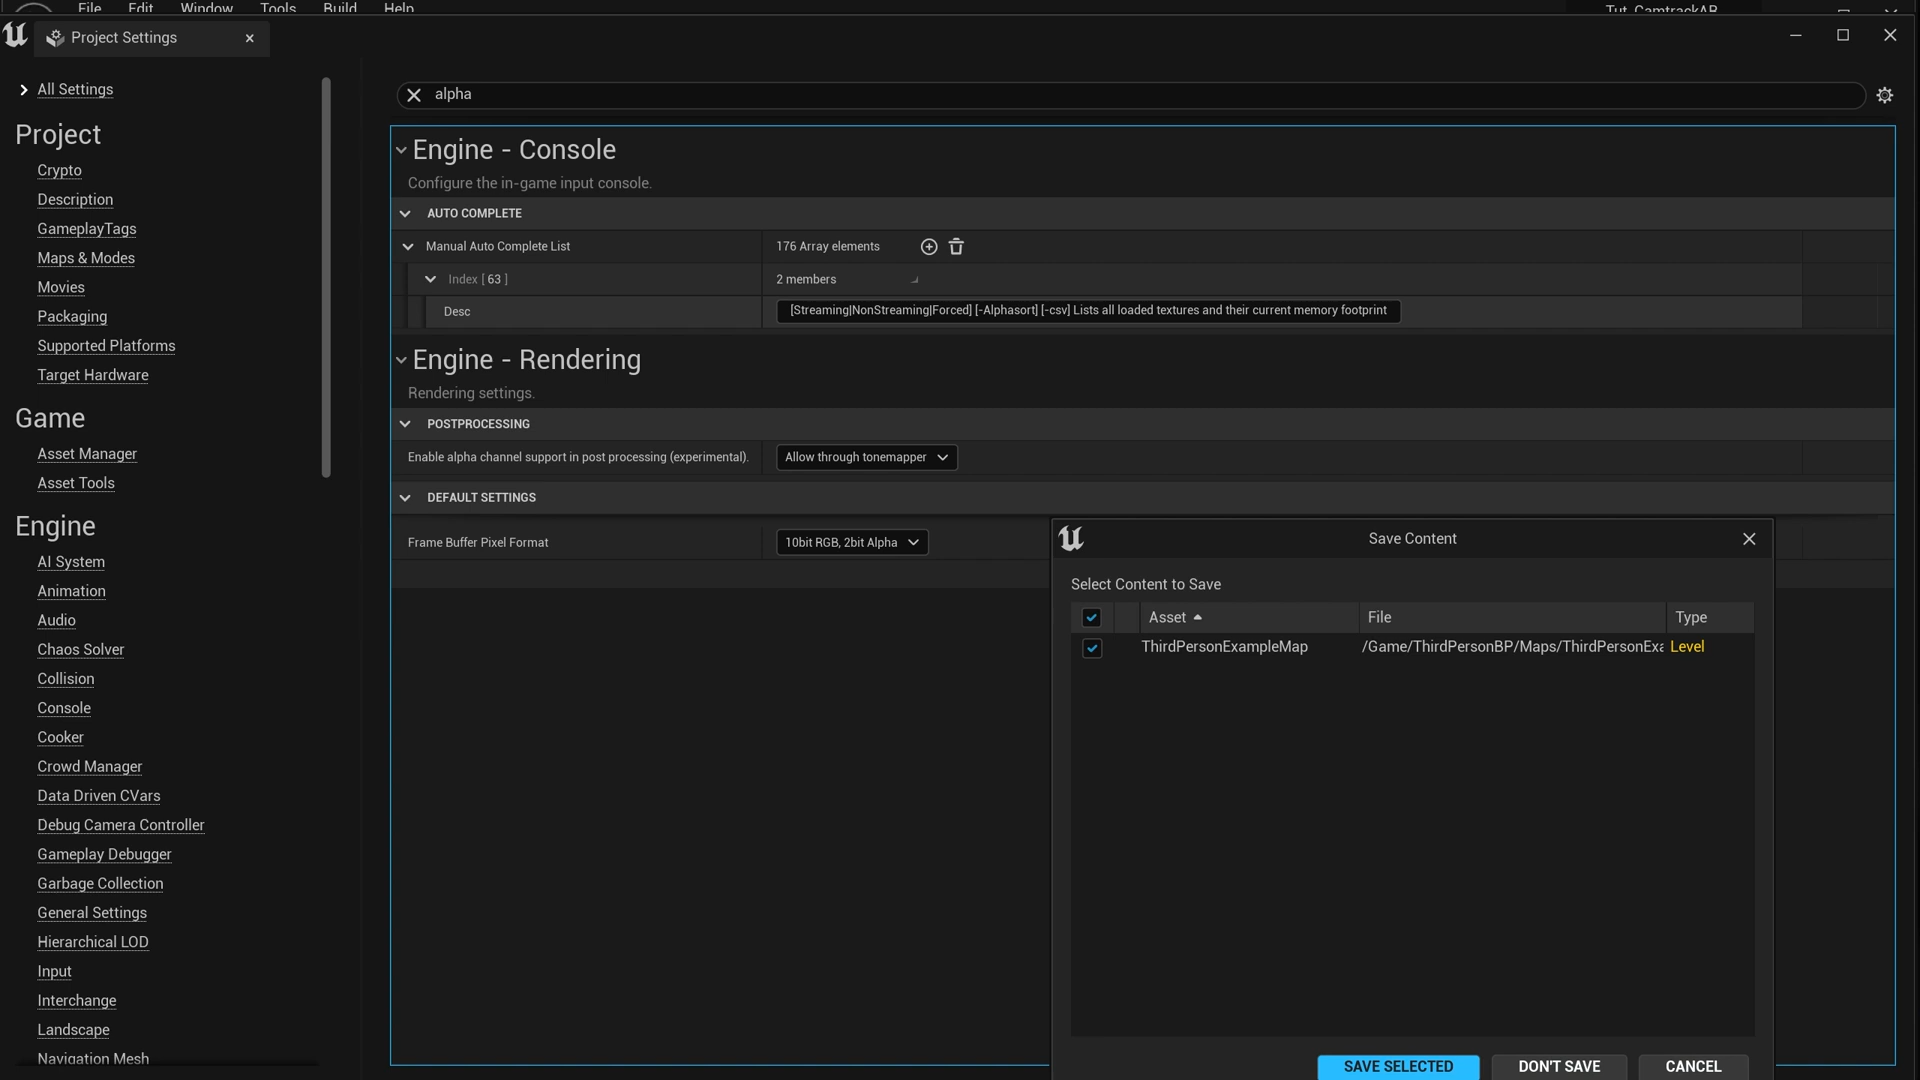 File Edit Window Tools Build Help
Tut_CamtrackAR
Project Settings
All Settings
alpha
Project
Crypto
Description
GameplayTags
Maps & Modes
Movies
Packaging
Supported Platforms
Target Hardware
Game
Asset Manager
Asset Tools
Engine
AI System
Animation
Audio
Chaos Solver
Collision
Console
Cooker
Crowd Manager
Data Driven CVars
Debug Camera Controller
Gameplay Debugger
Garbage Collection
General Settings
Hierarchical LOD
Input
Interchange
Landscape
Navigation Mesh
Engine - Console
Configure the in-game input console.
AUTO COMPLETE
Manual Auto Complete List 176 Array elements
Index [ 63 ] 2 members
Desc [Streaming|NonStreaming|Forced] [-Alphasort] [-csv] Lists all loaded textures and their current memory footprint
Engine - Rendering
Rendering settings.
POSTPROCESSING
Enable alpha channel support in post processing (experimental). Allow through tonemapper
DEFAULT SETTINGS
Frame Buffer Pixel Format 10bit RGB, 2bit Alpha
Save Content
Select Content to Save
Asset File Type
ThirdPersonExampleMap /Game/ThirdPersonBP/Maps/ThirdPersonExa Level
SAVE SELECTED DON'T SAVE CANCEL